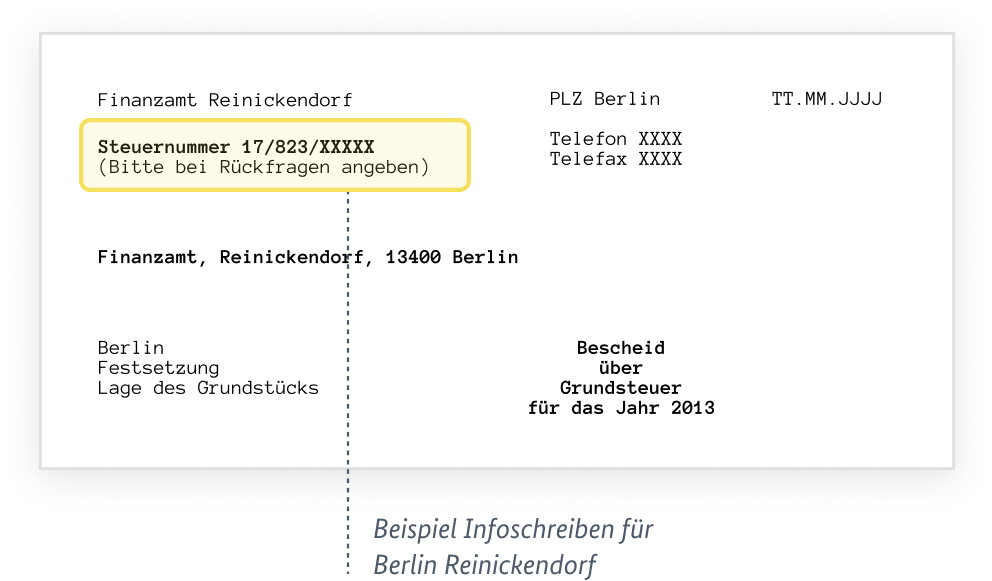 Finanzamt Reinickendorf
PLZ Berlin
TT.MM.JJJJ
Steuernummer 17/823/XXXXX
(Bitte bei Rückfragen angeben)
Telefon XXXX
Telefax XXXX
Finanzamt, Reinickendorf, 13400 Berlin
Berlin
Festsetzung
Lage des Grundstücks
Bescheid
über
Grundsteuer
für das Jahr 2013
Beispiel Infoschreiben für
Berlin Reinickendorf